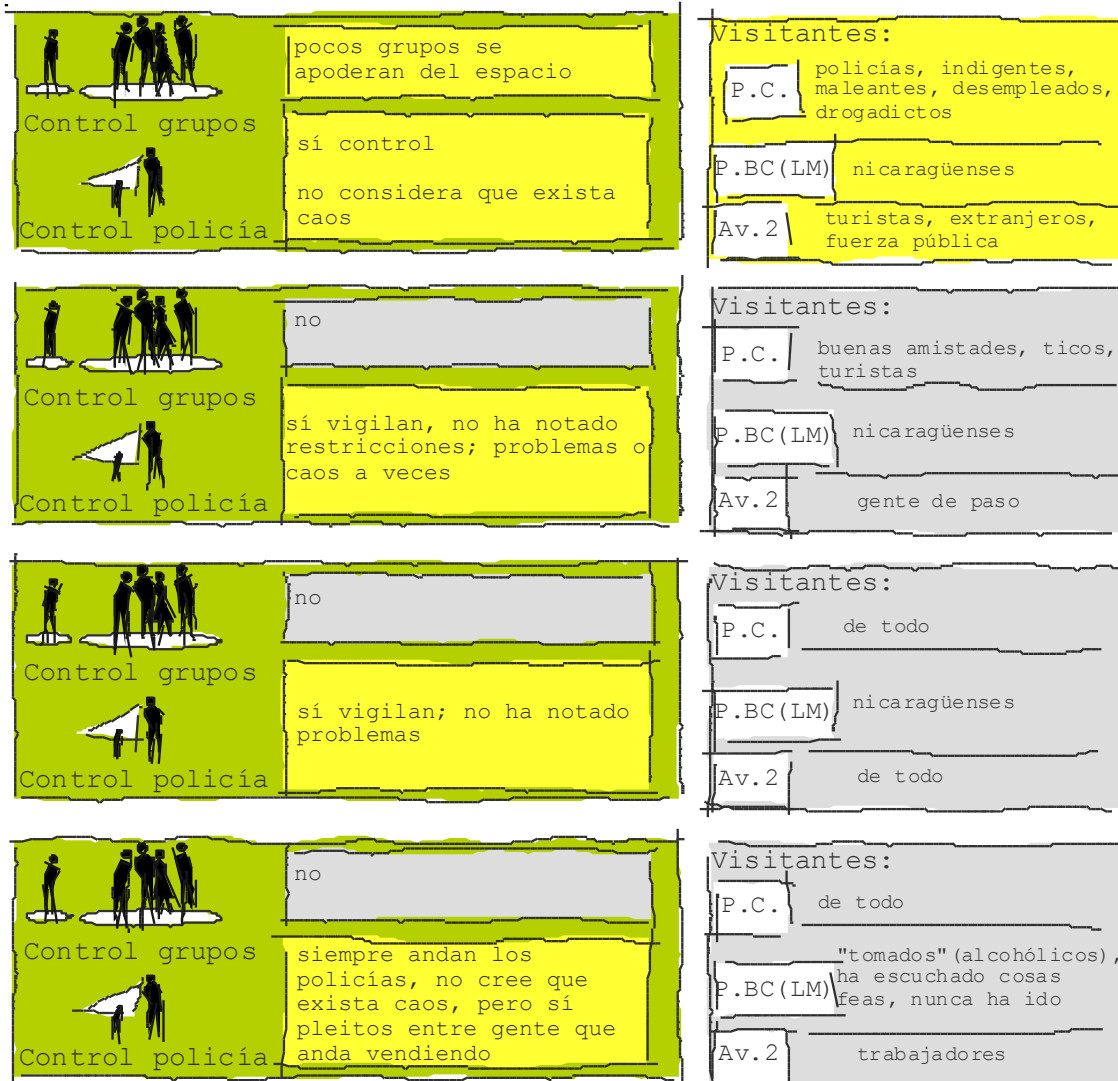 pocos grupos se
apoderan del espacio
Control grupos
sí control
no considera que exista
caos
Control policía
Visitantes:
P.C.
policías, indigentes,
maleantes, desempleados,
drogadictos
P.BC(LM)
nicaragüenses
Av.2
turistas, extranjeros,
fuerza pública
no
Control grupos
sí vigilan, no ha notado
restricciones; problemas o
caos a veces
Control policía
Visitantes:
P.C.
buenas amistades, ticos,
turistas
P.BC(LM)
nicaragüenses
Av.2
gente de paso
no
Control grupos
sí vigilan; no ha notado
problemas
Control policía
Visitantes:
P.C.
de todo
P.BC(LM)
nicaragüenses
Av.2
de todo
no
Control grupos
siempre andan los
policías, no cree que
exista caos, pero sí
pleitos entre gente que
anda vendiendo
Control policía
Visitantes:
P.C.
de todo
P.BC(LM)
"tomados"(alcohólicos),
ha escuchado cosas
feas, nunca ha ido
Av.2
trabajadores